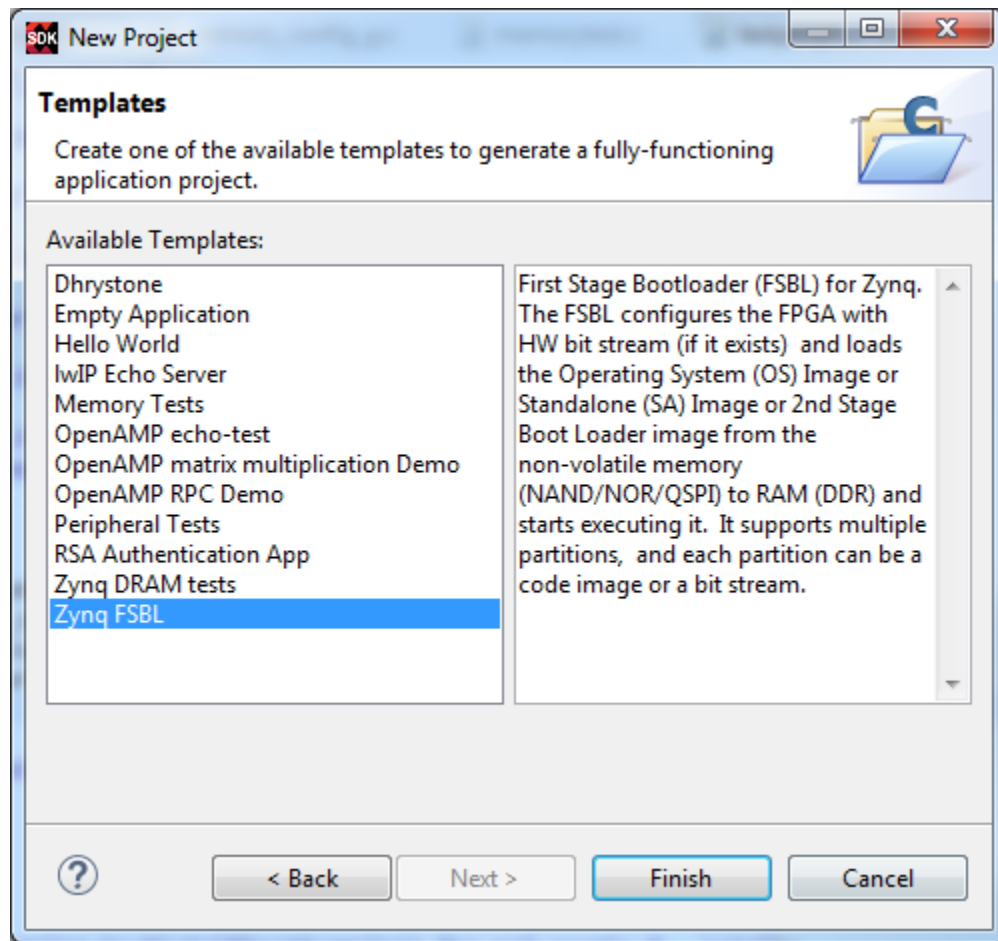 SDK New Project
Templates
Create one of the available templates to generate a fully-functioning
application project.
Available Templates:
Dhrystone
Empty Application
Hello World
lwIP Echo Server
Memory Tests
OpenAMP echo-test
OpenAMP matrix multiplication Demo
OpenAMP RPC Demo
Peripheral Tests
RSA Authentication App
Zynq DRAM tests
Zynq FSBL
First Stage Bootloader (FSBL) for Zynq.
The FSBL configures the FPGA with
HW bit stream (if it exists)  and loads
the Operating System (OS) Image or
Standalone (SA) Image or 2nd Stage
Boot Loader image from the
non-volatile memory
(NAND/NOR/QSPI) to RAM (DDR) and
starts executing it.  It supports multiple
partitions,  and each partition can be a
code image or a bit stream.
< Back
Next >
Finish
Cancel